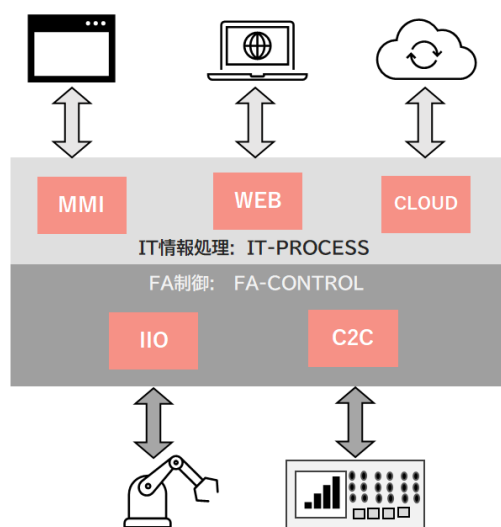 MMI
WEB
CLOUD
IT情報処理: IT-PROCESS
FA制御: FA-CONTROL
IIO
C2C